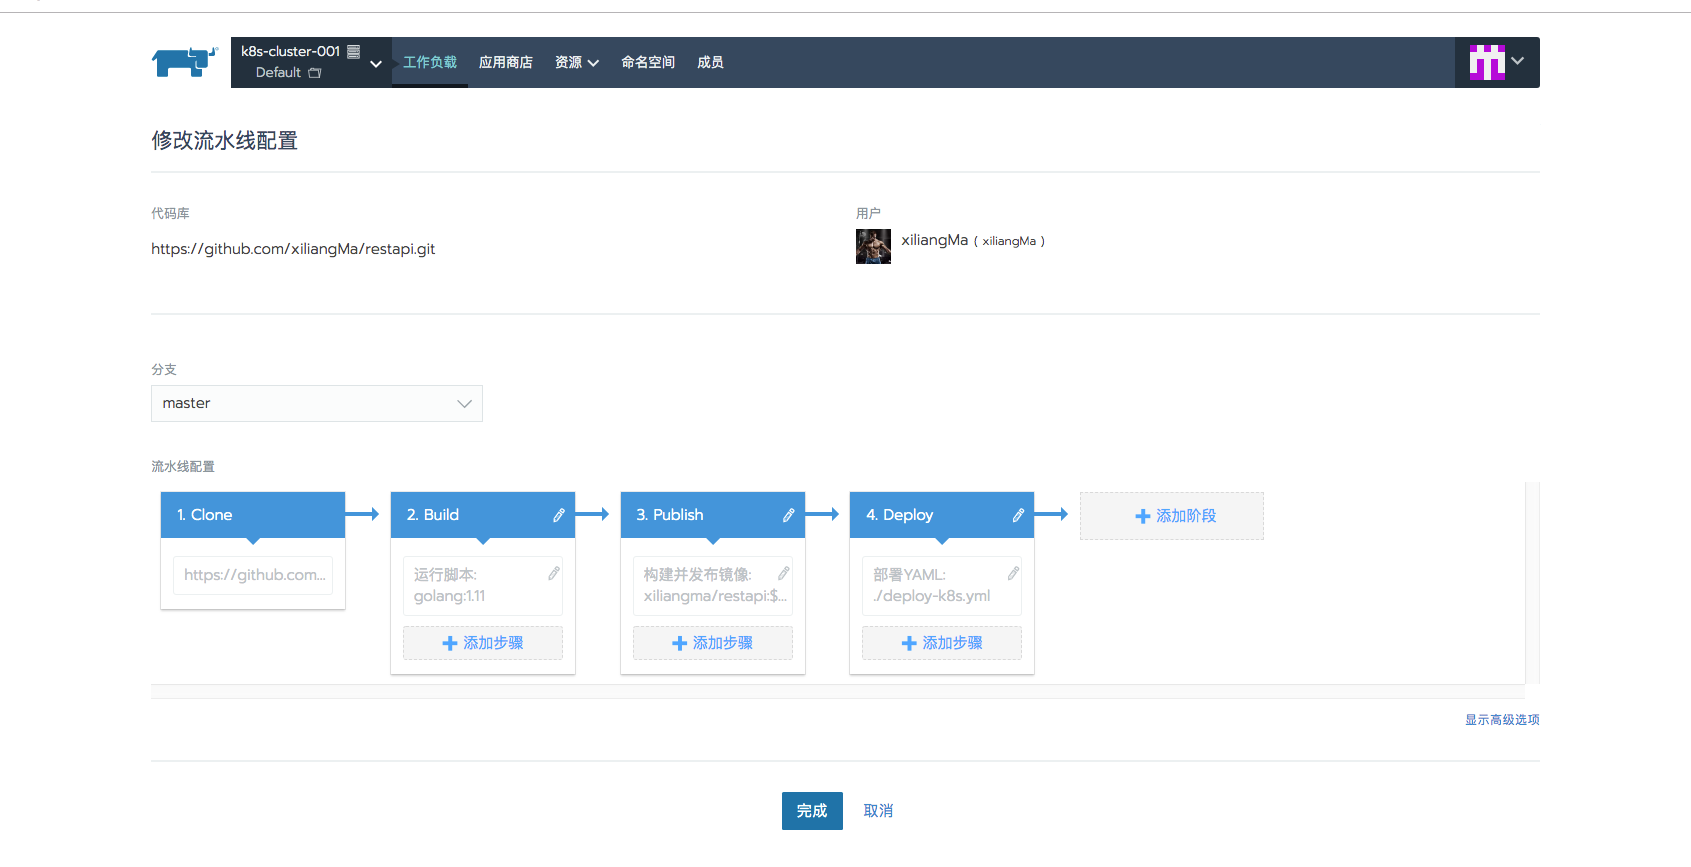 k8s-cluster-001
Default
工作负载 应用商店 资源 命名空间 成员
修改流水线配置
代码库
https://github.com/xiliangMa/restapi.git
用户
xiliangMa ( xiliangMa )
分支
master
流水线配置
1. Clone
https://github.com...
2. Build
运行脚本:
golang:1.11
添加步骤
3. Publish
构建并发布镜像:
xiliangma/restapi:$...
添加步骤
4. Deploy
部署YAML:
./deploy-k8s.yml
添加步骤
添加阶段
显示高级选项
完成 取消